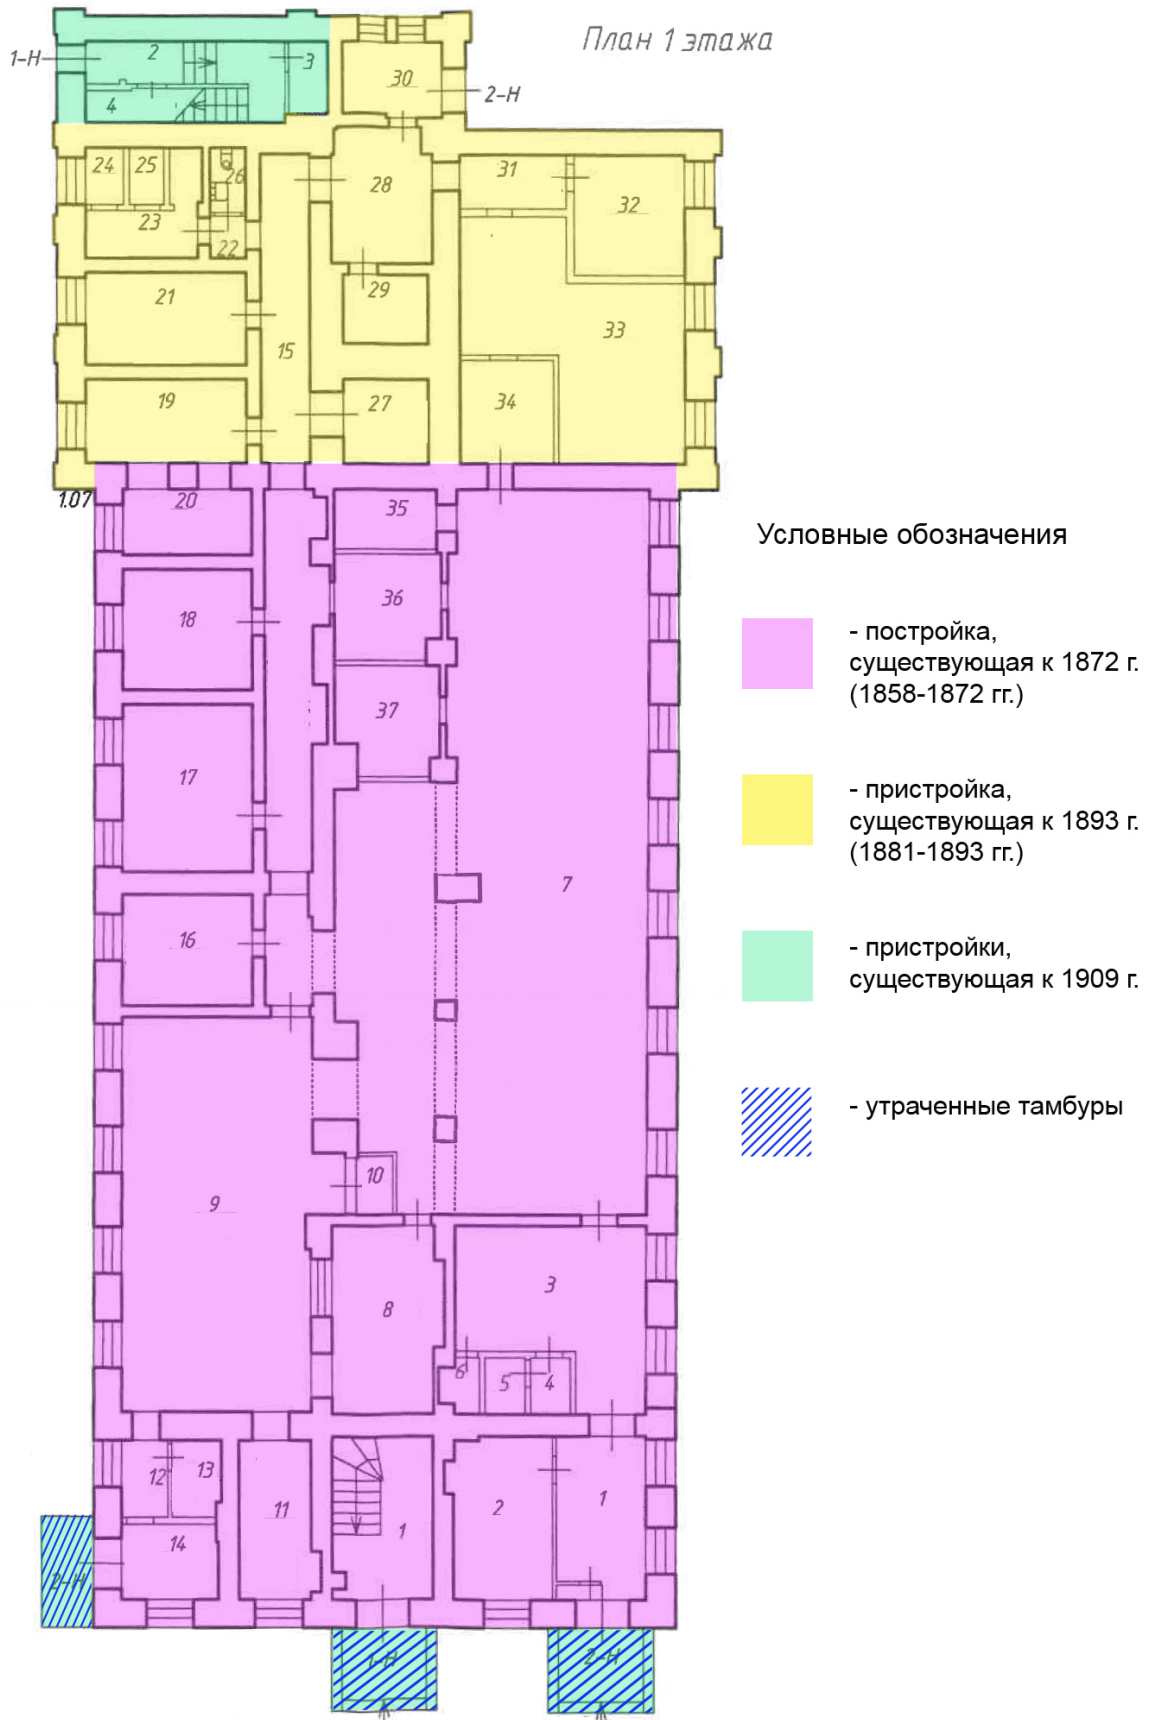 План 1 этажа
1-Н
2
3
4
30
2-Н
24
25
26
23
22
28
31
32
21
29
15
33
19
27
34
1.07
20
35
18
36
37
17
7
16
10
9
8
3
6
5
4
12
13
11
1
2
1
14
2-Н
1-Н
2-Н
Условные обозначения
- постройка,
существующая к 1872 г.
(1858-1872 гг.)
- пристройка,
существующая к 1893 г.
(1881-1893 гг.)
- пристройки,
существующая к 1909 г.
- утраченные тамбуры